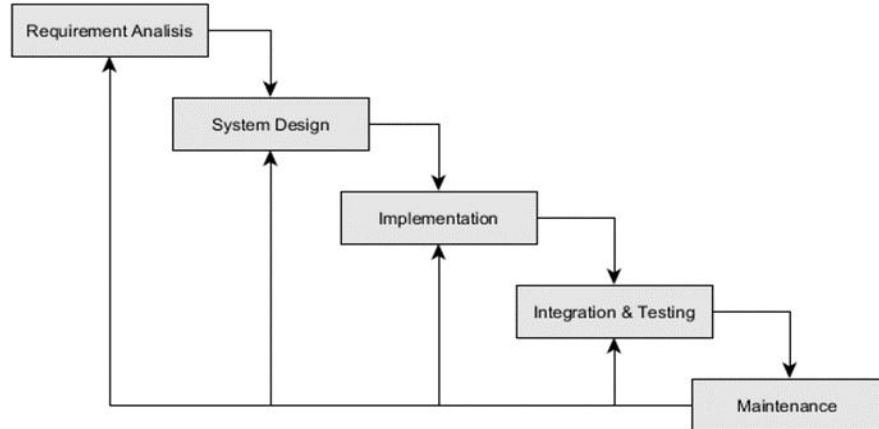 Requirement Analisis
System Design
Implementation
Integration & Testing
Maintenance